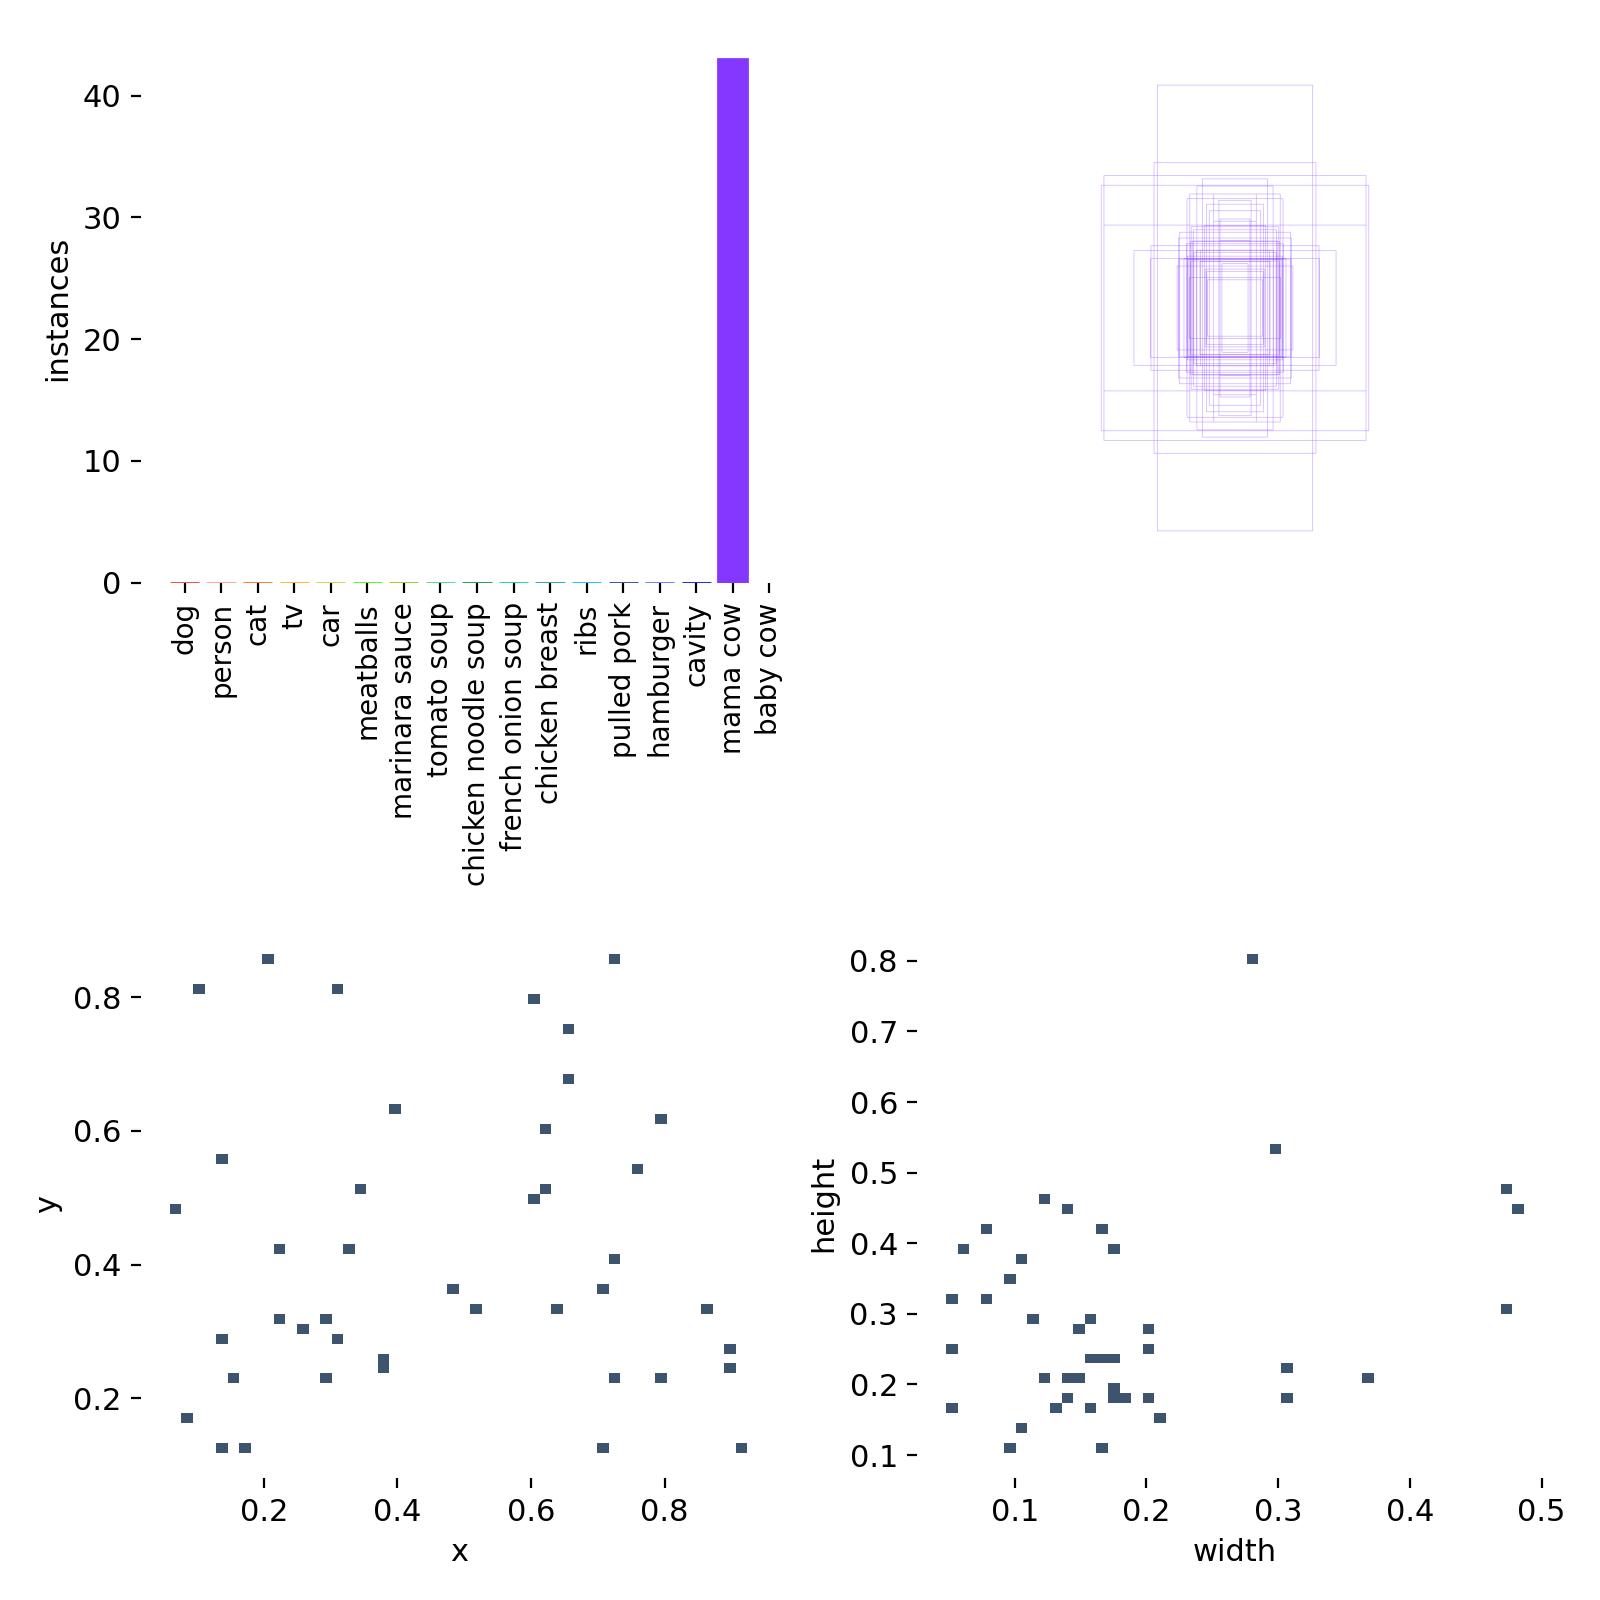 instances
40
30
20
10
0
dog
person
cat
tv
car
meatballs
marinara sauce
tomato soup
chicken noodle soup
french onion soup
chicken breast
ribs
pulled pork
hamburger
cavity
mama cow
baby cow
y
0.8
0.6
0.4
0.2
0.2
0.4
0.6
0.8
x
height
0.8
0.7
0.6
0.5
0.4
0.3
0.2
0.1
0.1
0.2
0.3
0.4
0.5
width